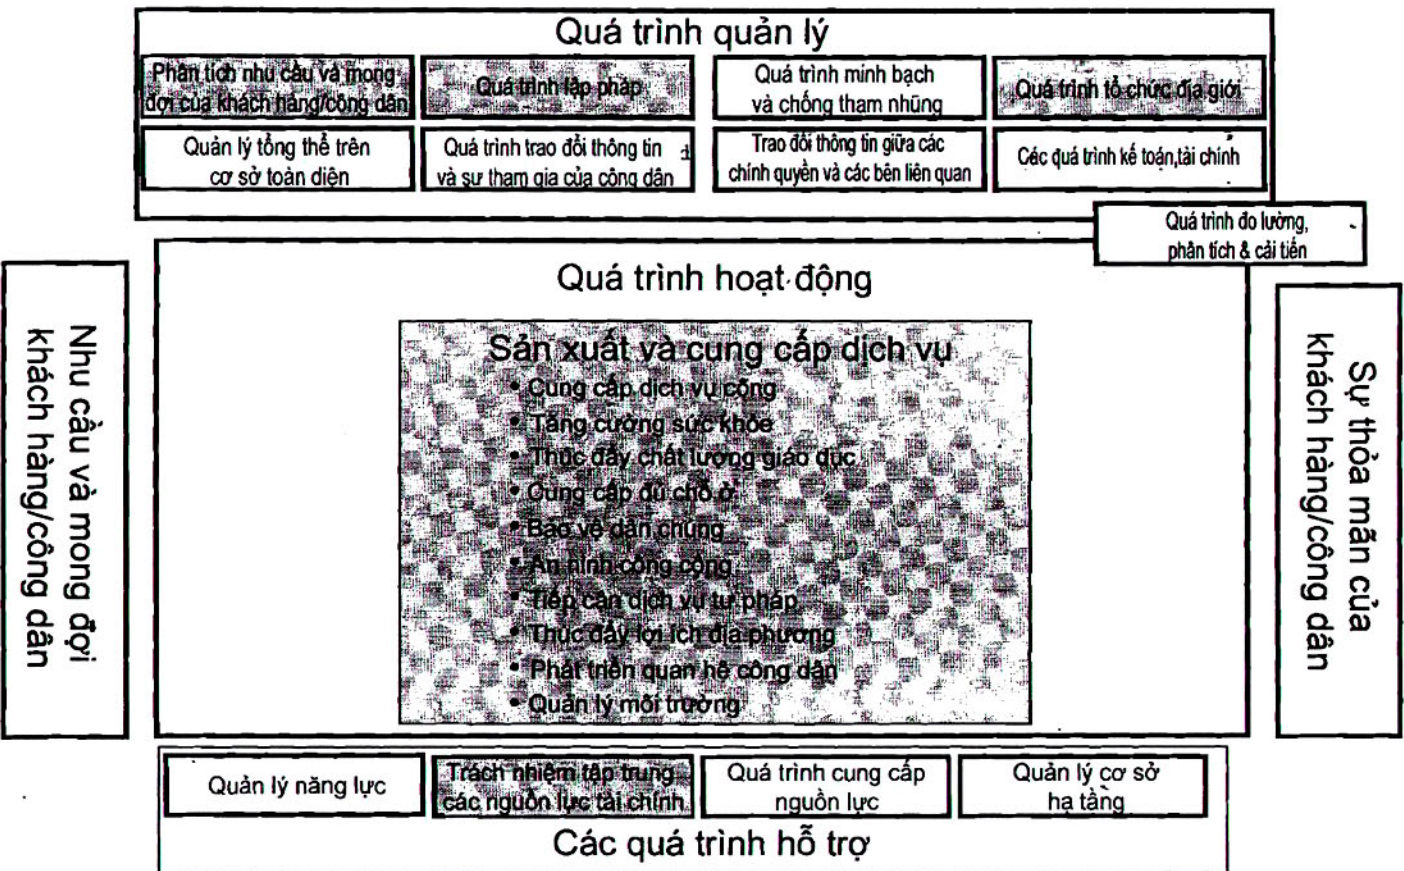 Quá trình quản lý
Phân tích nhu cầu và mong
đợi của khách hàng/công dân
Quá trình lập pháp
Quá trình minh bạch
và chống tham nhũng
Quá trình tổ chức địa giới
Quản lý tổng thể trên
cơ sở toàn diện
Quá trình trao đổi thông tin
và sự tham gia của công dân
Trao đổi thông tin giữa các
chính quyền và các bên liên quan
Các quá trình kế toán,tài chính
Quá trình đo lường,
phân tích & cải tiến
Nhu cầu và mong đợi
khách hàng/công dân
Quá trình hoạt động
Sản xuất và cung cấp dịch vụ
• Cung cấp dịch vụ cộng
• Tăng cường sức khỏe
• Thúc đẩy chất lượng giáo dục
• Cung cấp đủ chỗ ở
• Bảo vệ dân chúng
• An ninh công cộng
• Tiếp cận dịch vụ tư pháp
• Thúc đẩy lợi ích địa phương
• Phát triển quan hệ công dân
• Quản lý môi trường
Sự thỏa mãn của
khách hàng/công dân
Quản lý năng lực
Trách nhiệm tập trung
các nguồn lực tài chính
Quá trình cung cấp
nguồn lực
Quản lý cơ sở
hạ tầng
Các quá trình hỗ trợ